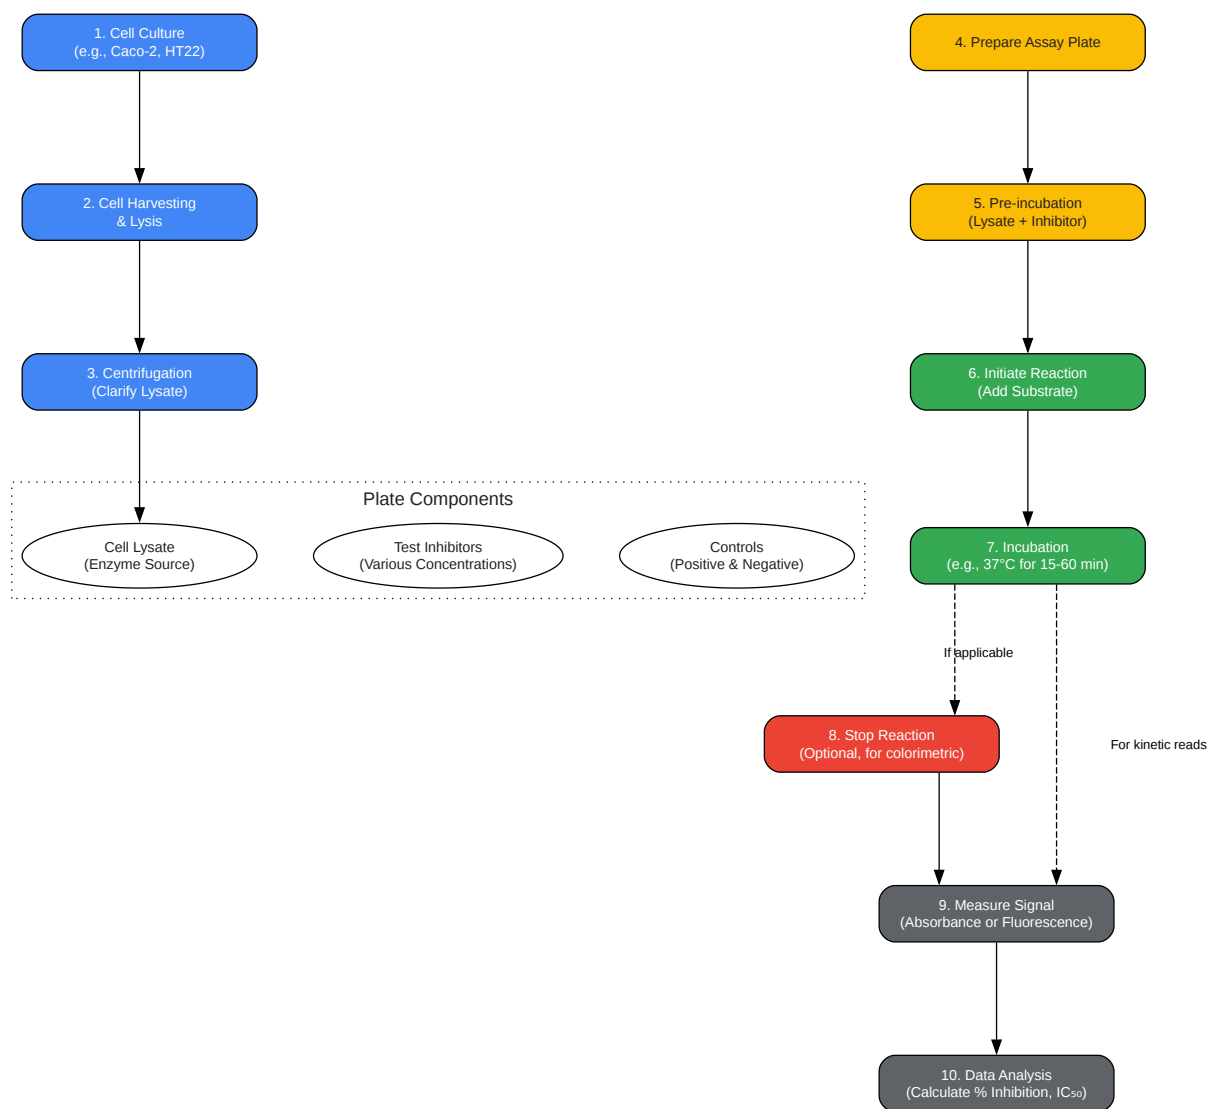 1. Cell Culture
(e.g., Caco-2, HT22)
2. Cell Harvesting
& Lysis
3. Centrifugation
(Clarify Lysate)
Plate Components
Cell Lysate
(Enzyme Source)
Test Inhibitors
(Various Concentrations)
Controls
(Positive & Negative)
4. Prepare Assay Plate
5. Pre-incubation
(Lysate + Inhibitor)
6. Initiate Reaction
(Add Substrate)
7. Incubation
(e.g., 37°C for 15-60 min)
If applicable
For kinetic reads
8. Stop Reaction
(Optional, for colorimetric)
9. Measure Signal
(Absorbance or Fluorescence)
10. Data Analysis
(Calculate % Inhibition, IC₅₀)